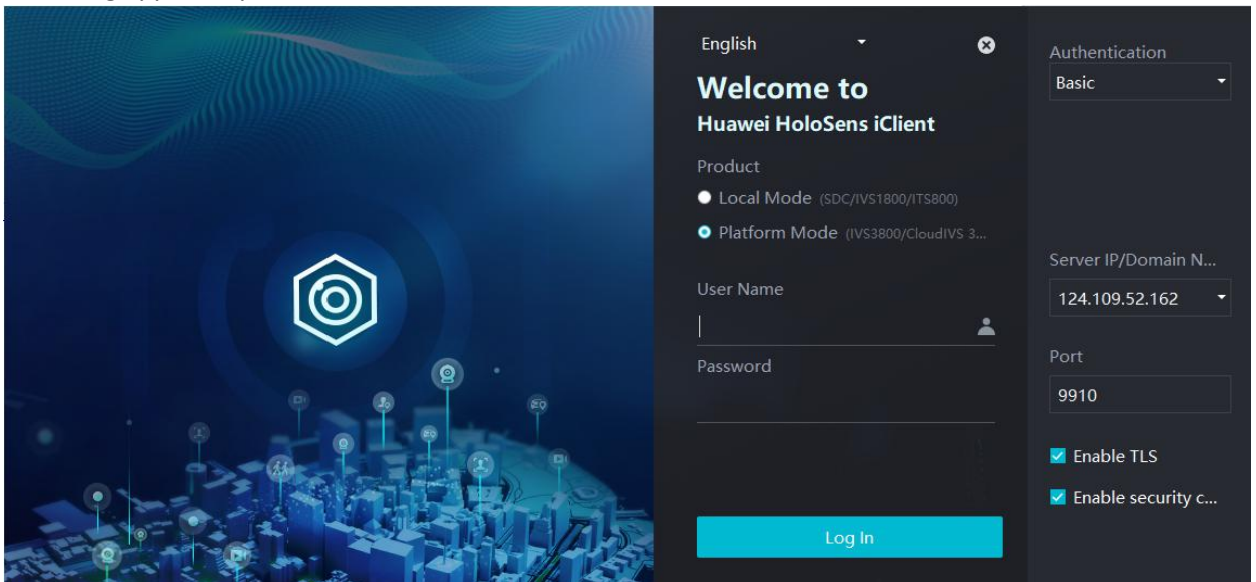 English
Welcome to
Huawei HoloSens iClient
Product
Local Mode (SDC/IVS1800/ITS800)
Platform Mode (IVS3800/CloudIVS 3...
User Name
Password
Log In
Authentication
Basic
Server IP/Domain N...
124.109.52.162
Port
9910
Enable TLS
Enable security c...